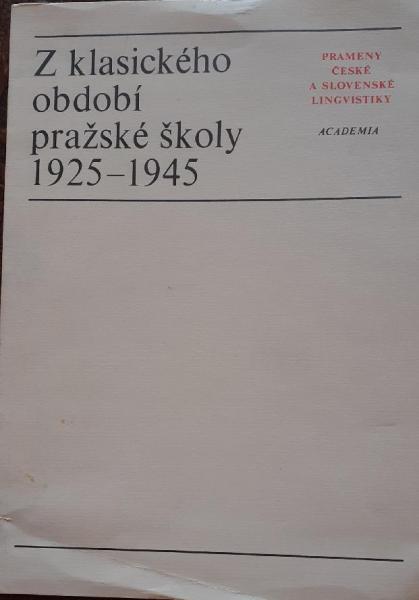 Z klasického
období
pražské školy
1925–1945
PRAMENY
ČESKÉ
A SLOVENSKÉ
LINGVISTIKY
ACADEMIA